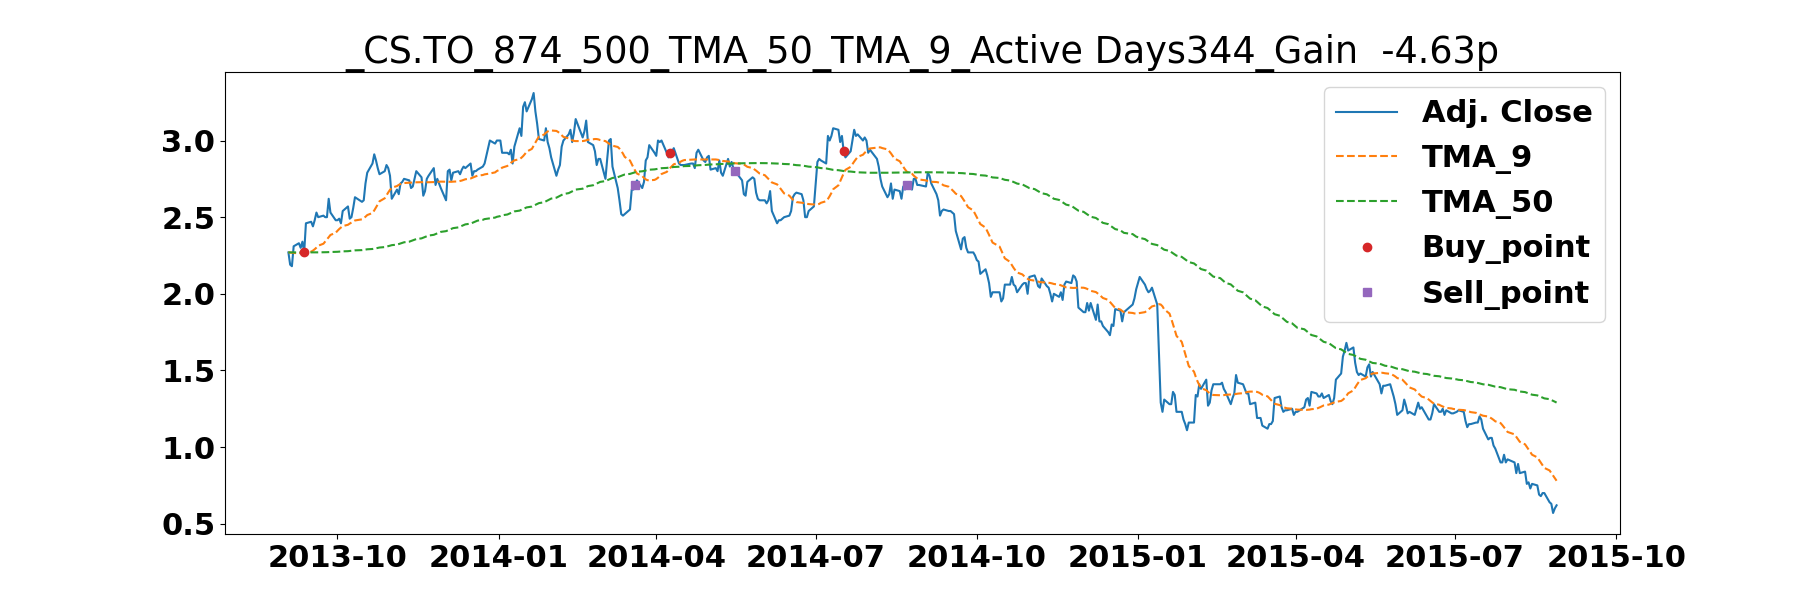 _CS.TO_874_500_TMA_50_TMA_9_Active Days344_Gain  -4.63p
3.0
2.5
2.0
1.5
1.0
0.5
Adj. Close
TMA_9
TMA_50
Buy_point
Sell_point
2013-10 2014-01 2014-04 2014-07 2014-10 2015-01 2015-04 2015-07 2015-10